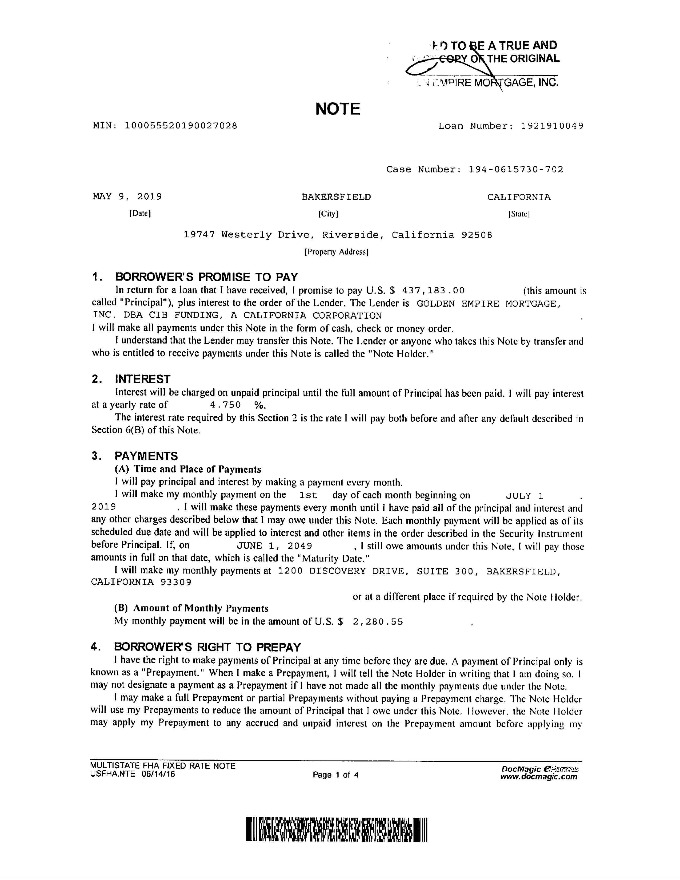 TO BE A TRUE AND
COPY OF THE ORIGINAL
EMPIRE MORTGAGE, INC.
NOTE
MIN: 100055520190027028 Loan Number: 1921910049
Case Number: 194-0615730-702
MAY 9, 2019 BAKERSFIELD CALIFORNIA
[Date] [City] [State]
19747 Westerly Drive, Riverside, California 92508
[Property Address]
1. BORROWER'S PROMISE TO PAY
In return for a loan that I have received, I promise to pay U.S. $ 437,183.00 (this amount is
called "Principal"), plus interest to the order of the Lender. The Lender is GOLDEN EMPIRE MORTGAGE,
INC. DBA CIB FUNDING, A CALIFORNIA CORPORATION .
I will make all payments under this Note in the form of cash, check or money order.
I understand that the Lender may transfer this Note. The Lender or anyone who takes this Note by transfer and
who is entitled to receive payments under this Note is called the "Note Holder."
2. INTEREST
Interest will be charged on unpaid principal until the full amount of Principal has been paid. I will pay interest
at a yearly rate of 4.750 %.
The interest rate required by this Section 2 is the rate I will pay both before and after any default described in
Section 6(B) of this Note.
3. PAYMENTS
(A) Time and Place of Payments
I will pay principal and interest by making a payment every month.
I will make my monthly payment on the 1st day of each month beginning on JULY 1 ,
2019 . I will make these payments every month until I have paid all of the principal and interest and
any other charges described below that I may owe under this Note. Each monthly payment will be applied as of its
scheduled due date and will be applied to interest and other items in the order described in the Security Instrument
before Principal. If, on JUNE 1, 2049 , I still owe amounts under this Note, I will pay those
amounts in full on that date, which is called the "Maturity Date."
I will make my monthly payments at 1200 DISCOVERY DRIVE, SUITE 300, BAKERSFIELD,
CALIFORNIA 93309
or at a different place if required by the Note Holder.
(B) Amount of Monthly Payments
My monthly payment will be in the amount of U.S. $ 2,280.55 .
4. BORROWER'S RIGHT TO PREPAY
I have the right to make payments of Principal at any time before they are due. A payment of Principal only is
known as a "Prepayment." When I make a Prepayment, I will tell the Note Holder in writing that I am doing so. I
may not designate a payment as a Prepayment if I have not made all the monthly payments due under the Note.
I may make a full Prepayment or partial Prepayments without paying a Prepayment charge. The Note Holder
will use my Prepayments to reduce the amount of Principal that I owe under this Note. However, the Note Holder
may apply my Prepayment to any accrued and unpaid interest on the Prepayment amount before applying my
MULTISTATE FHA FIXED RATE NOTE
USFHA.NTE 06/14/16 Page 1 of 4
DocMagic
www.docmagic.com